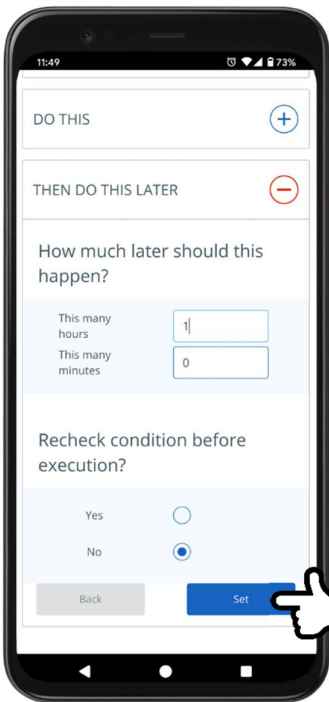 11:49
73%
DO THIS
THEN DO THIS LATER
How much later should this
happen?
This many
hours
1
This many
minutes
0
Recheck condition before
execution?
Yes
No
Back
Set